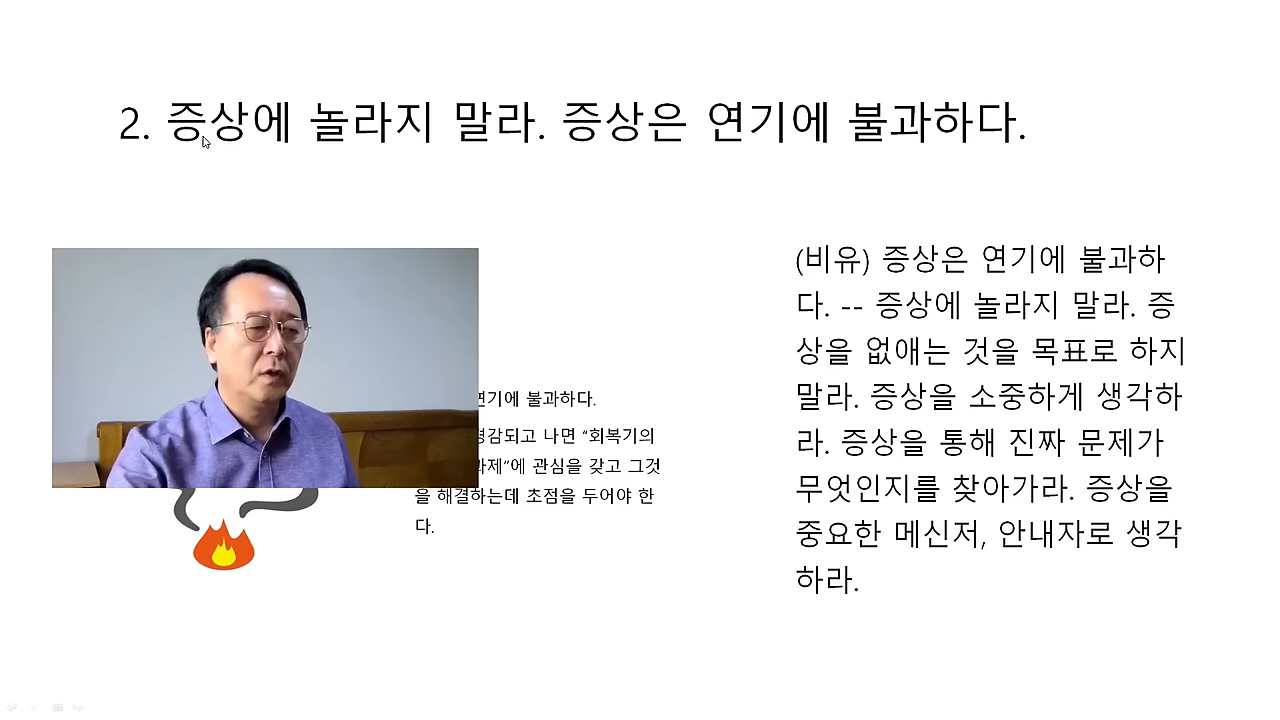 2. 증상에 놀라지 말라. 증상은 연기에 불과하다.
연기에 불과하다.
경감되고 나면 “회복기의
과제”에 관심을 갖고 그것
을 해결하는데 초점을 두어야 한
다.
(비유) 증상은 연기에 불과하
다. -- 증상에 놀라지 말라. 증
상을 없애는 것을 목표로 하지
말라. 증상을 소중하게 생각하
라. 증상을 통해 진짜 문제가
무엇인지를 찾아가라. 증상을
중요한 메신저, 안내자로 생각
하라.